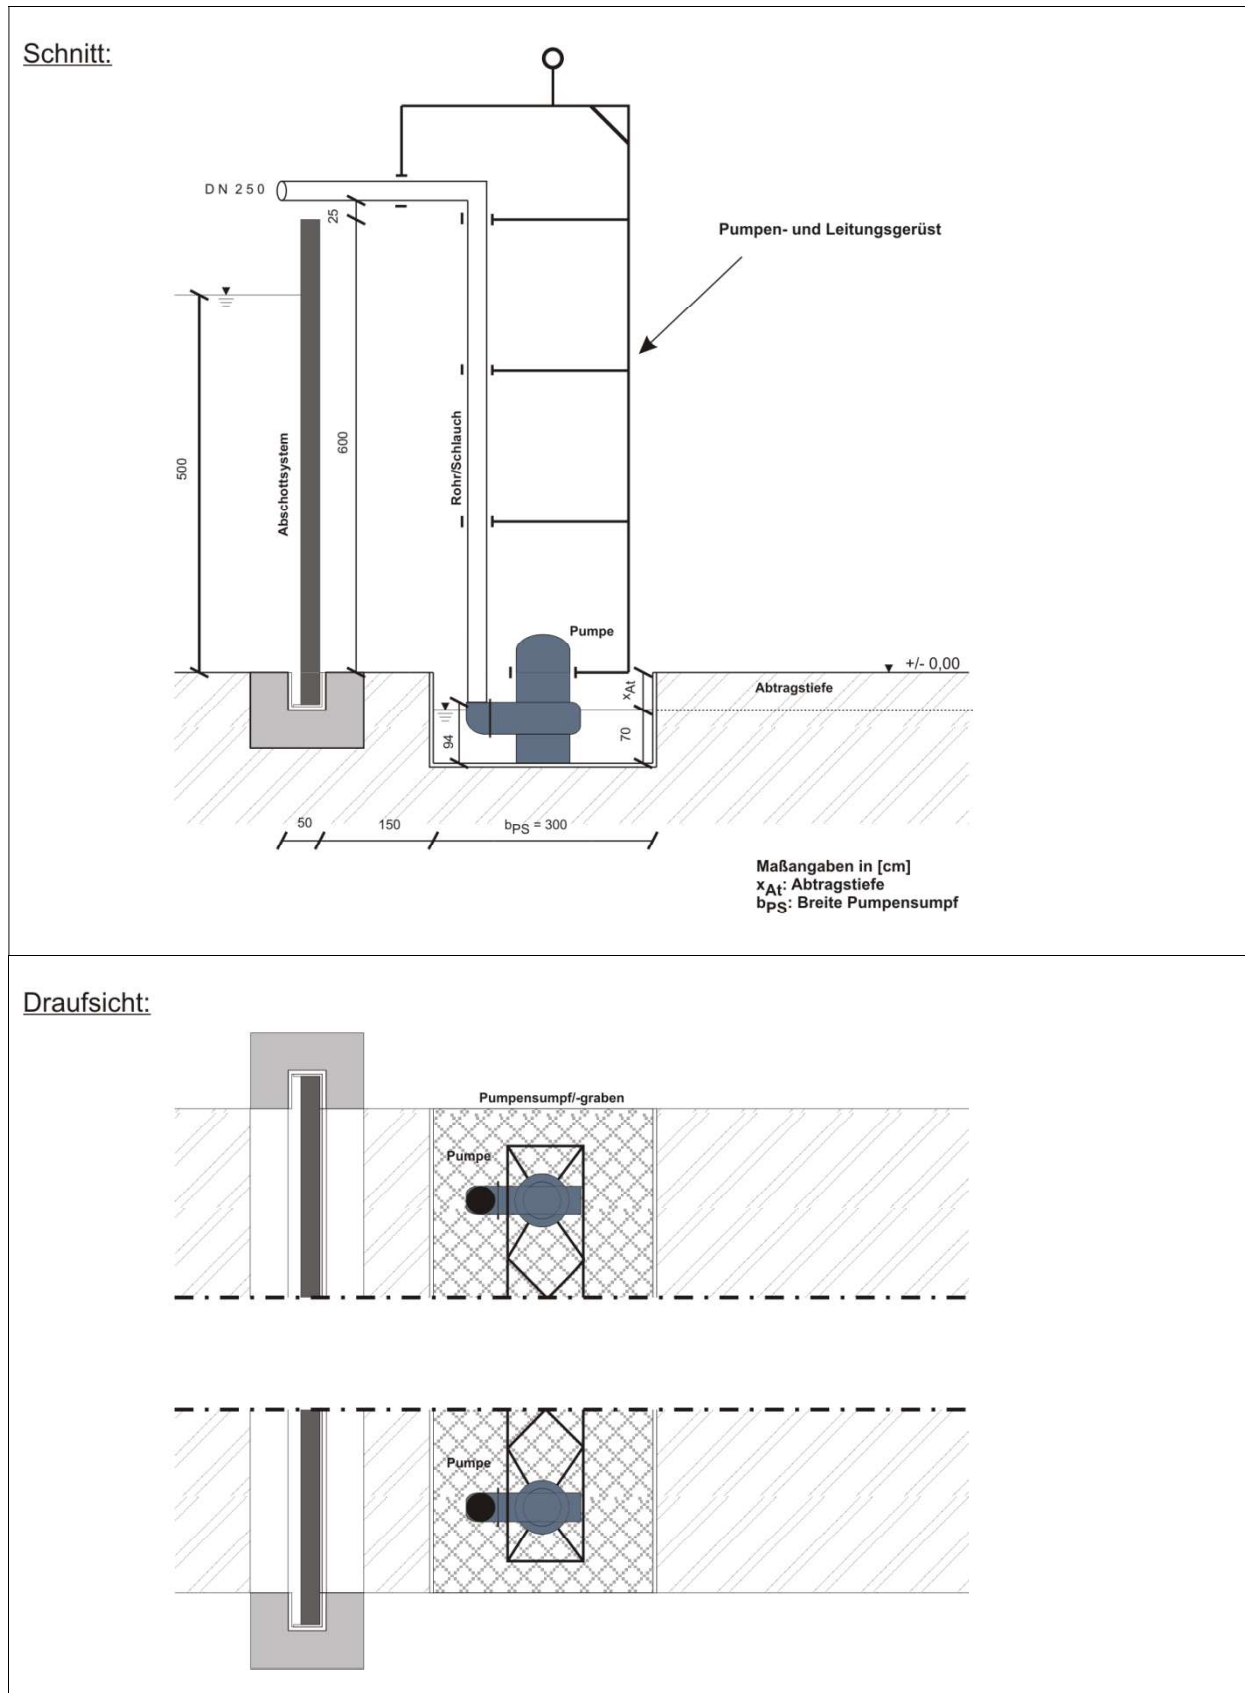 Schnitt:
DN 250
25
Pumpen- und Leitungsgerüst
500
Abschottsystem
600
Rohr/Schlauch
Pumpe
+/- 0,00
xAt
Abtragstiefe
94
70
50
150
bPS = 300
Maßangaben in [cm]
xAt: Abtragstiefe
bPS: Breite Pumpensumpf
Draufsicht:
Pumpensumpf/-graben
Pumpe
Pumpe